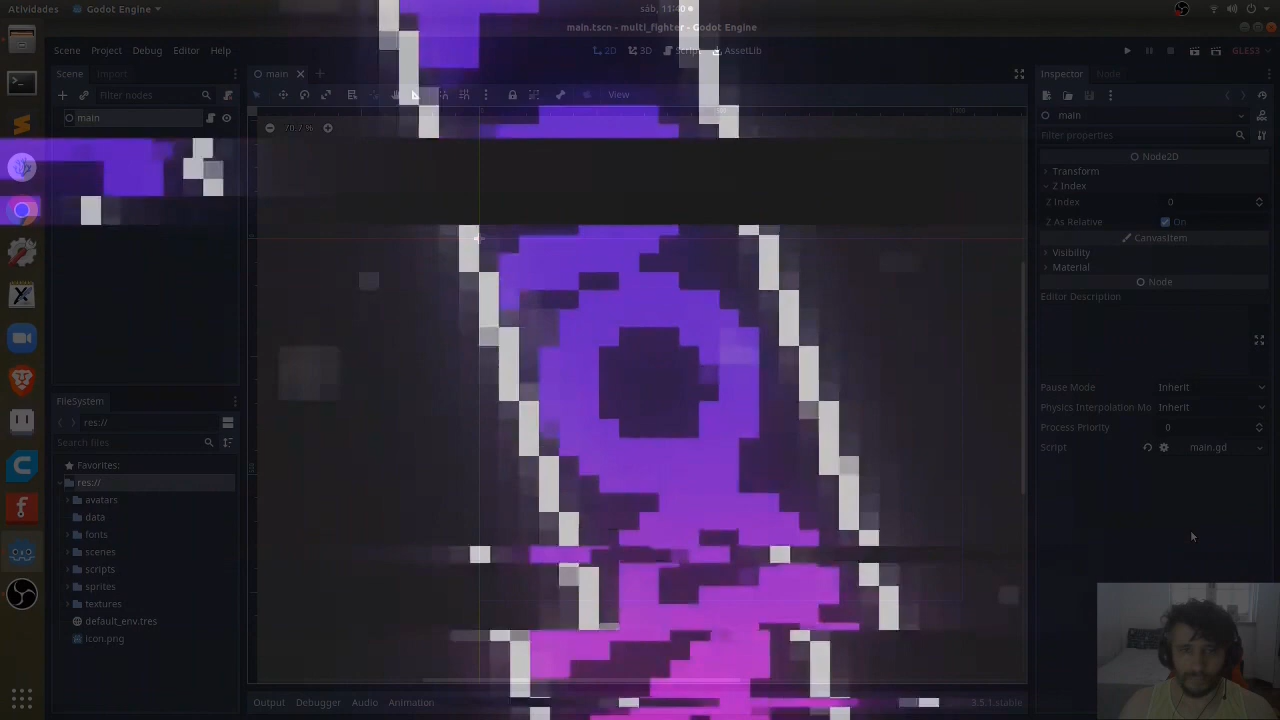 Atividades
Godot Engine
sáb, 11:40
main.tscn - multi_fighter - Godot Engine
Scene Project Debug Editor Help
2D 3D Script AssetLib
GLES3
Scene Import
main
Inspector Node
Filter nodes
View
main
main
70.7 %
Filter properties
Node2D
Transform
Z Index
Z Index 0
Z As Relative On
CanvasItem
Visibility
Material
Node
Editor Description
Pause Mode Inherit
Physics Interpolation Mo Inherit
Process Priority 0
Script main.gd
FileSystem
res://
Search files
Favorites:
res://
avatars
data
fonts
scenes
scripts
sprites
textures
default_env.tres
icon.png
Output Debugger Audio Animation
3.5.1.stable